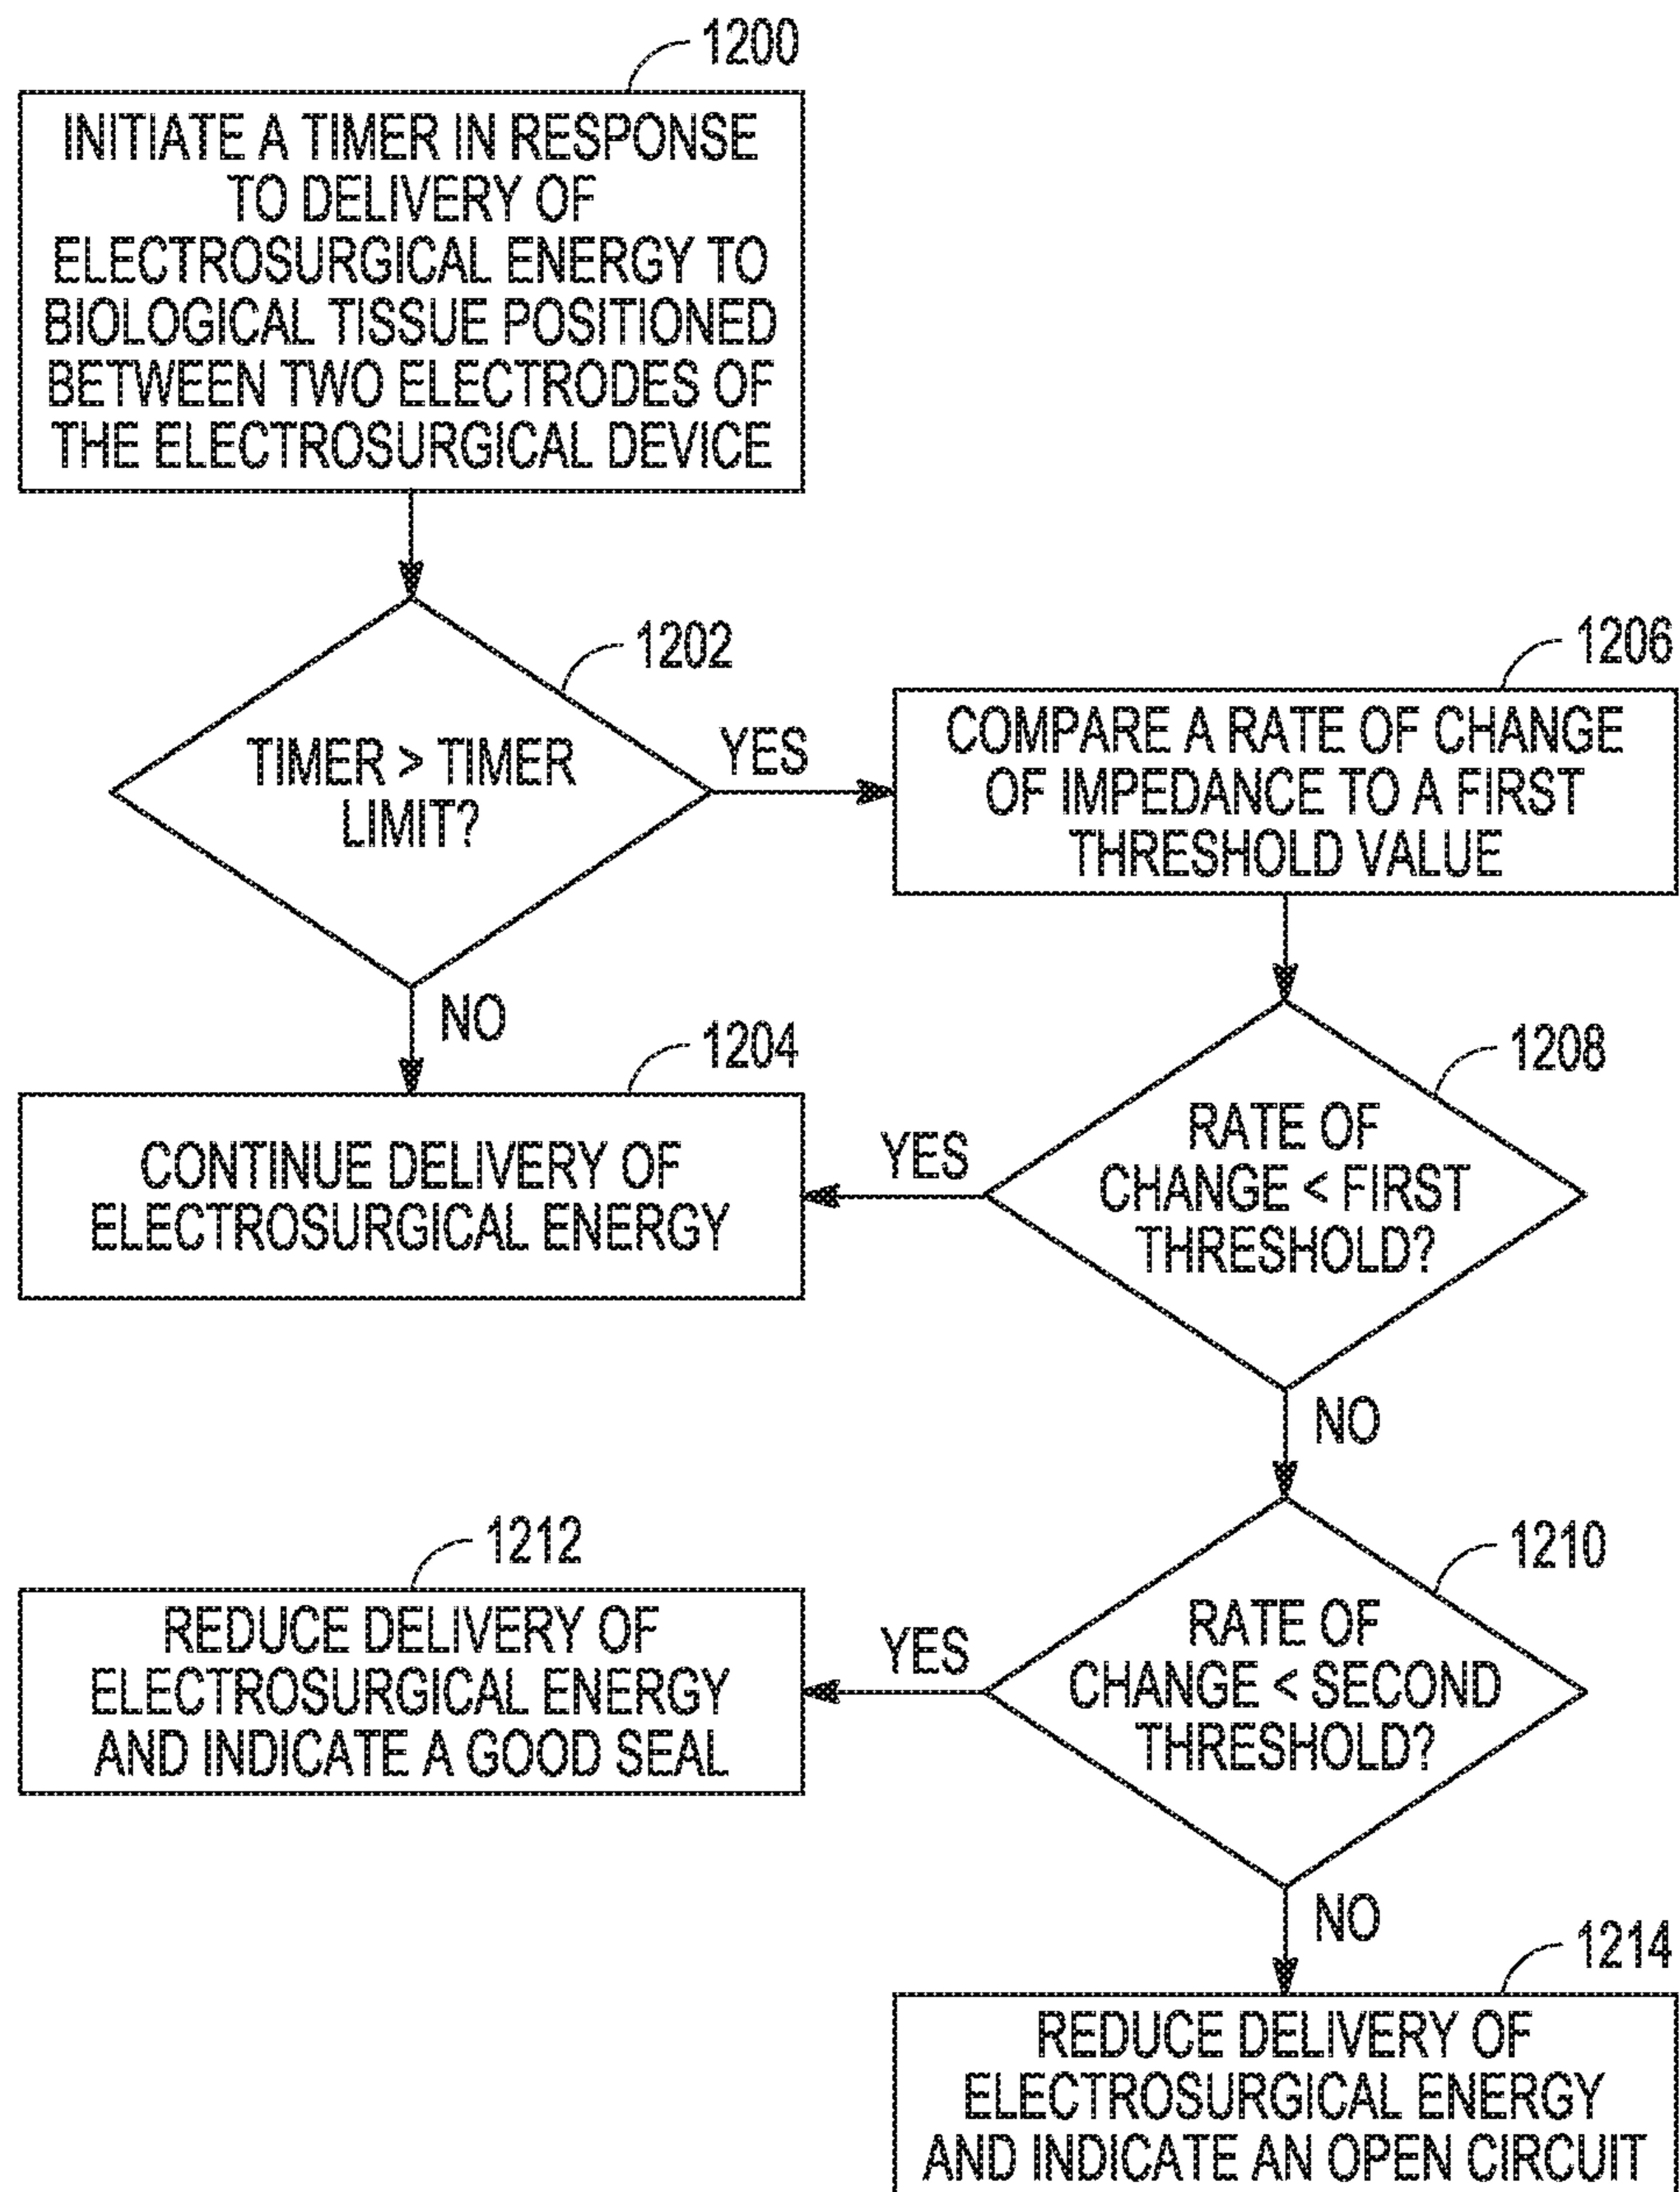 1200
INITIATE A TIMER IN RESPONSE
TO DELIVERY OF
ELECTROSURGICAL ENERGY TO
BIOLOGICAL TISSUE POSITIONED
BETWEEN TWO ELECTRODES OF
THE ELECTROSURGICAL DEVICE
1202
TIMER > TIMER
LIMIT?
YES
NO
1206
COMPARE A RATE OF CHANGE
OF IMPEDANCE TO A FIRST
THRESHOLD VALUE
1204
CONTINUE DELIVERY OF
ELECTROSURGICAL ENERGY
1208
RATE OF
CHANGE < FIRST
THRESHOLD?
YES
NO
1210
RATE OF
CHANGE < SECOND
THRESHOLD?
YES
NO
1212
REDUCE DELIVERY OF
ELECTROSURGICAL ENERGY
AND INDICATE A GOOD SEAL
1214
REDUCE DELIVERY OF
ELECTROSURGICAL ENERGY
AND INDICATE AN OPEN CIRCUIT